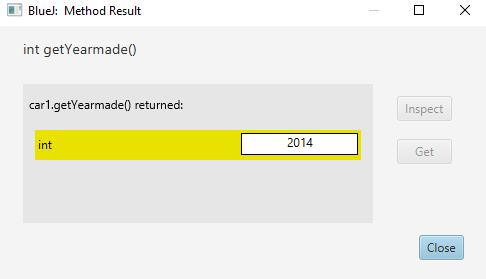 BlueJ: Method Result
int getYearmade()
car1.getYearmade() returned:
Inspect
int 2014
Get
Close